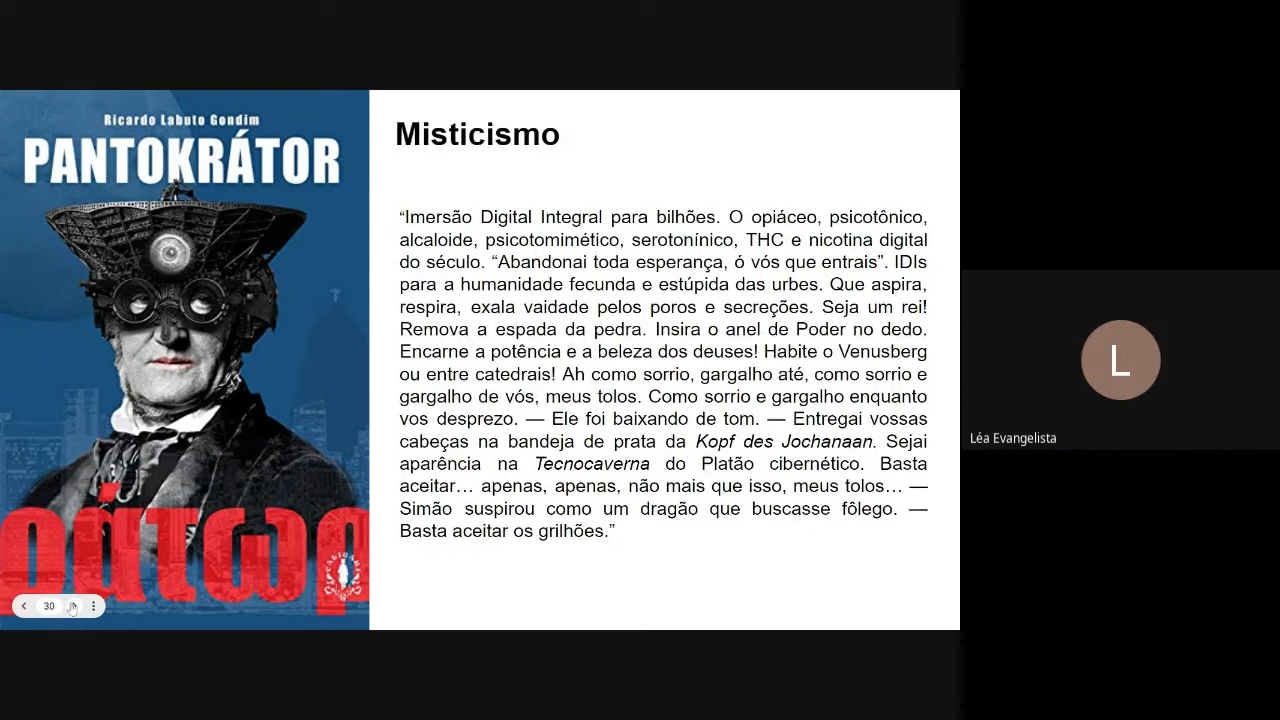 Ricardo Labuto Gondim
PANTOKRÁTOR
ράτωρ
CALIGARI
30
Misticismo
“Imersão Digital Integral para bilhões. O opiáceo, psicotônico,
alcaloide, psicotomimético, serotonínico, THC e nicotina digital
do século. “Abandonai toda esperança, ó vós que entrais”. IDIs
para a humanidade fecunda e estúpida das urbes. Que aspira,
respira, exala vaidade pelos poros e secreções. Seja um rei!
Remova a espada da pedra. Insira o anel de Poder no dedo.
Encarne a potência e a beleza dos deuses! Habite o Venusberg
ou entre catedrais! Ah como sorrio, gargalho até, como sorrio e
gargalho de vós, meus tolos. Como sorrio e gargalho enquanto
vos desprezo. — Ele foi baixando de tom. — Entregai vossas
cabeças na bandeja de prata da Kopf des Jochanaan. Sejai
aparência na Tecnocaverna do Platão cibernético. Basta
aceitar… apenas, apenas, não mais que isso, meus tolos… —
Simão suspirou como um dragão que buscasse fôlego. —
Basta aceitar os grilhões.”
L
Léa Evangelista